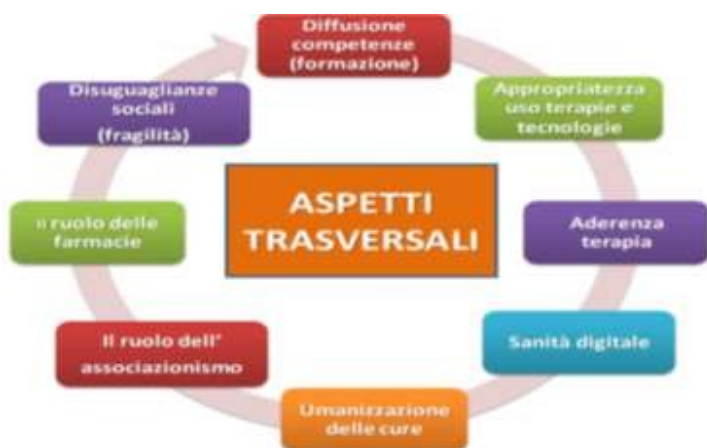 Diffusione
competenze
(formazione)
Appropriatezza
uso terapie e
tecnologie
Aderenza
terapia
Sanità digitale
Umanizzazione
delle cure
Il ruolo dell'
associazionismo
Il ruolo delle
farmacie
Disuguaglianze
sociali
(fragilità)
ASPETTI
TRASVERSALI